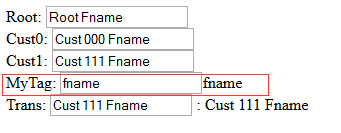 Root: Root Fname
Cust0: Cust 000 Fname
Cust1: Cust 111 Fname
MyTag: fname fname
Trans: Cust 111 Fname : Cust 111 Fname